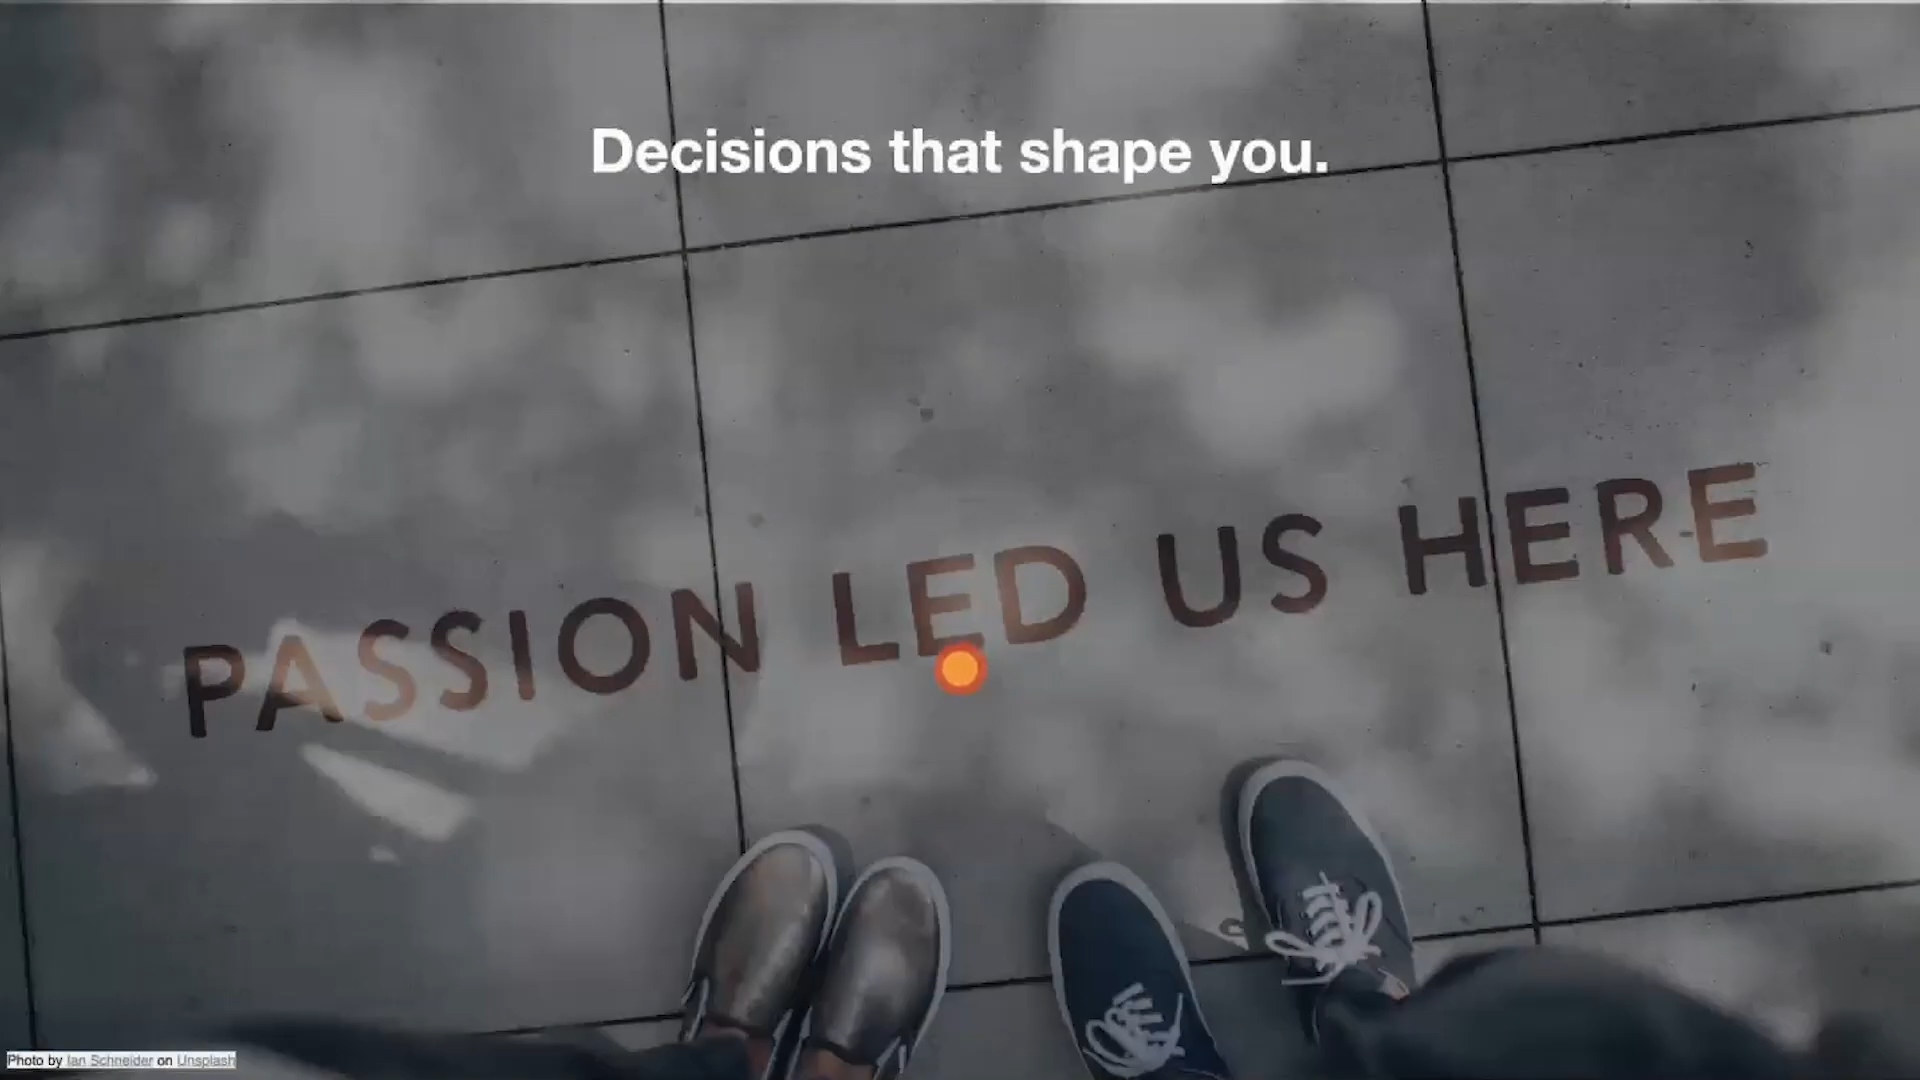 Decisions that shape you.
PASSION LED US HERE
Photo by Ian Schneider on Unsplash